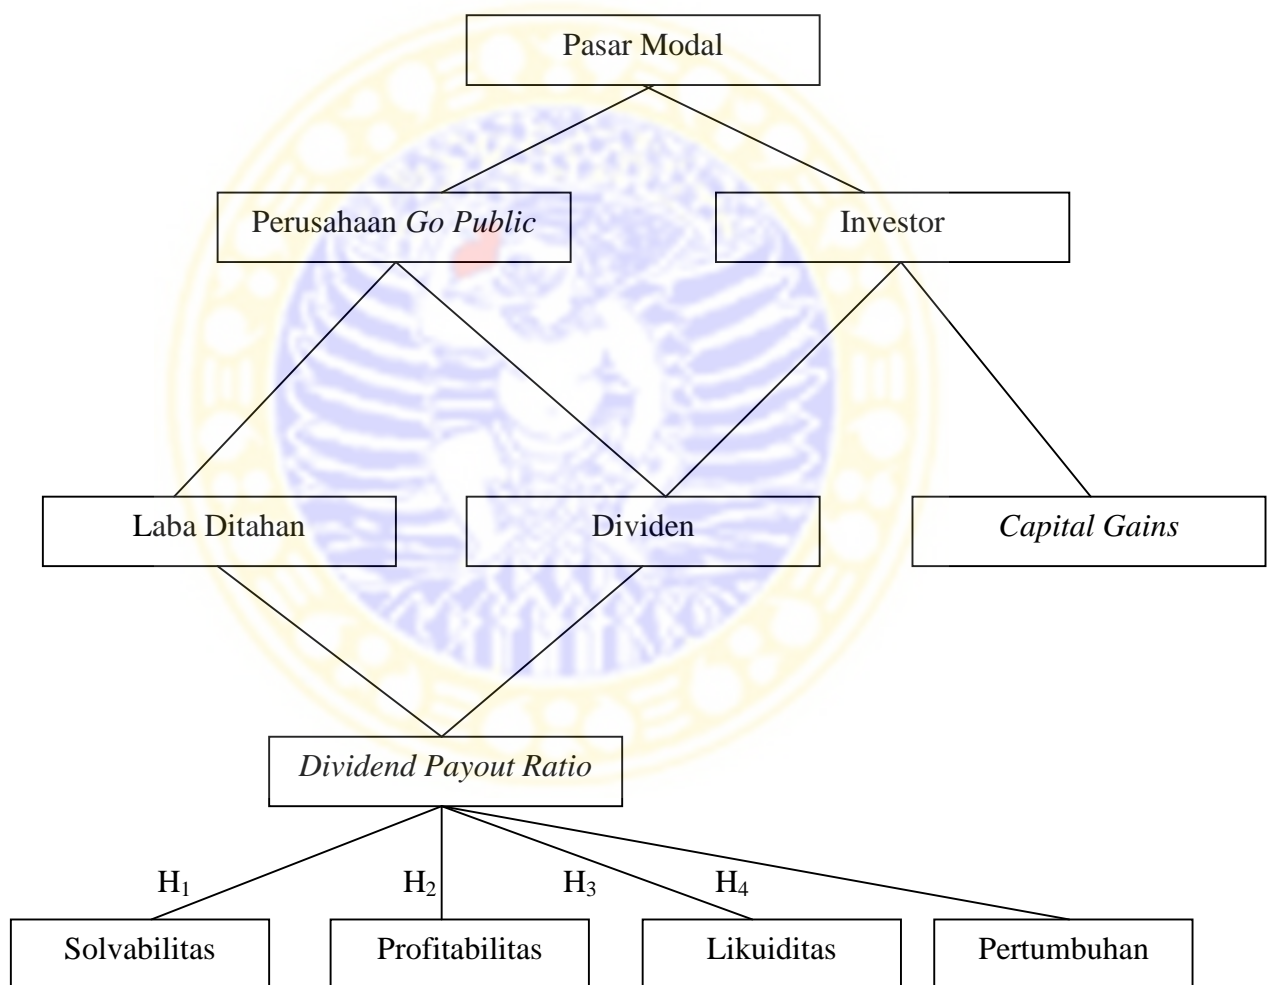 Pasar Modal
Perusahaan Go Public
Investor
Laba Ditahan
Dividen
Capital Gains
Dividend Payout Ratio
H1
H2
H3
H4
Solvabilitas
Profitabilitas
Likuiditas
Pertumbuhan